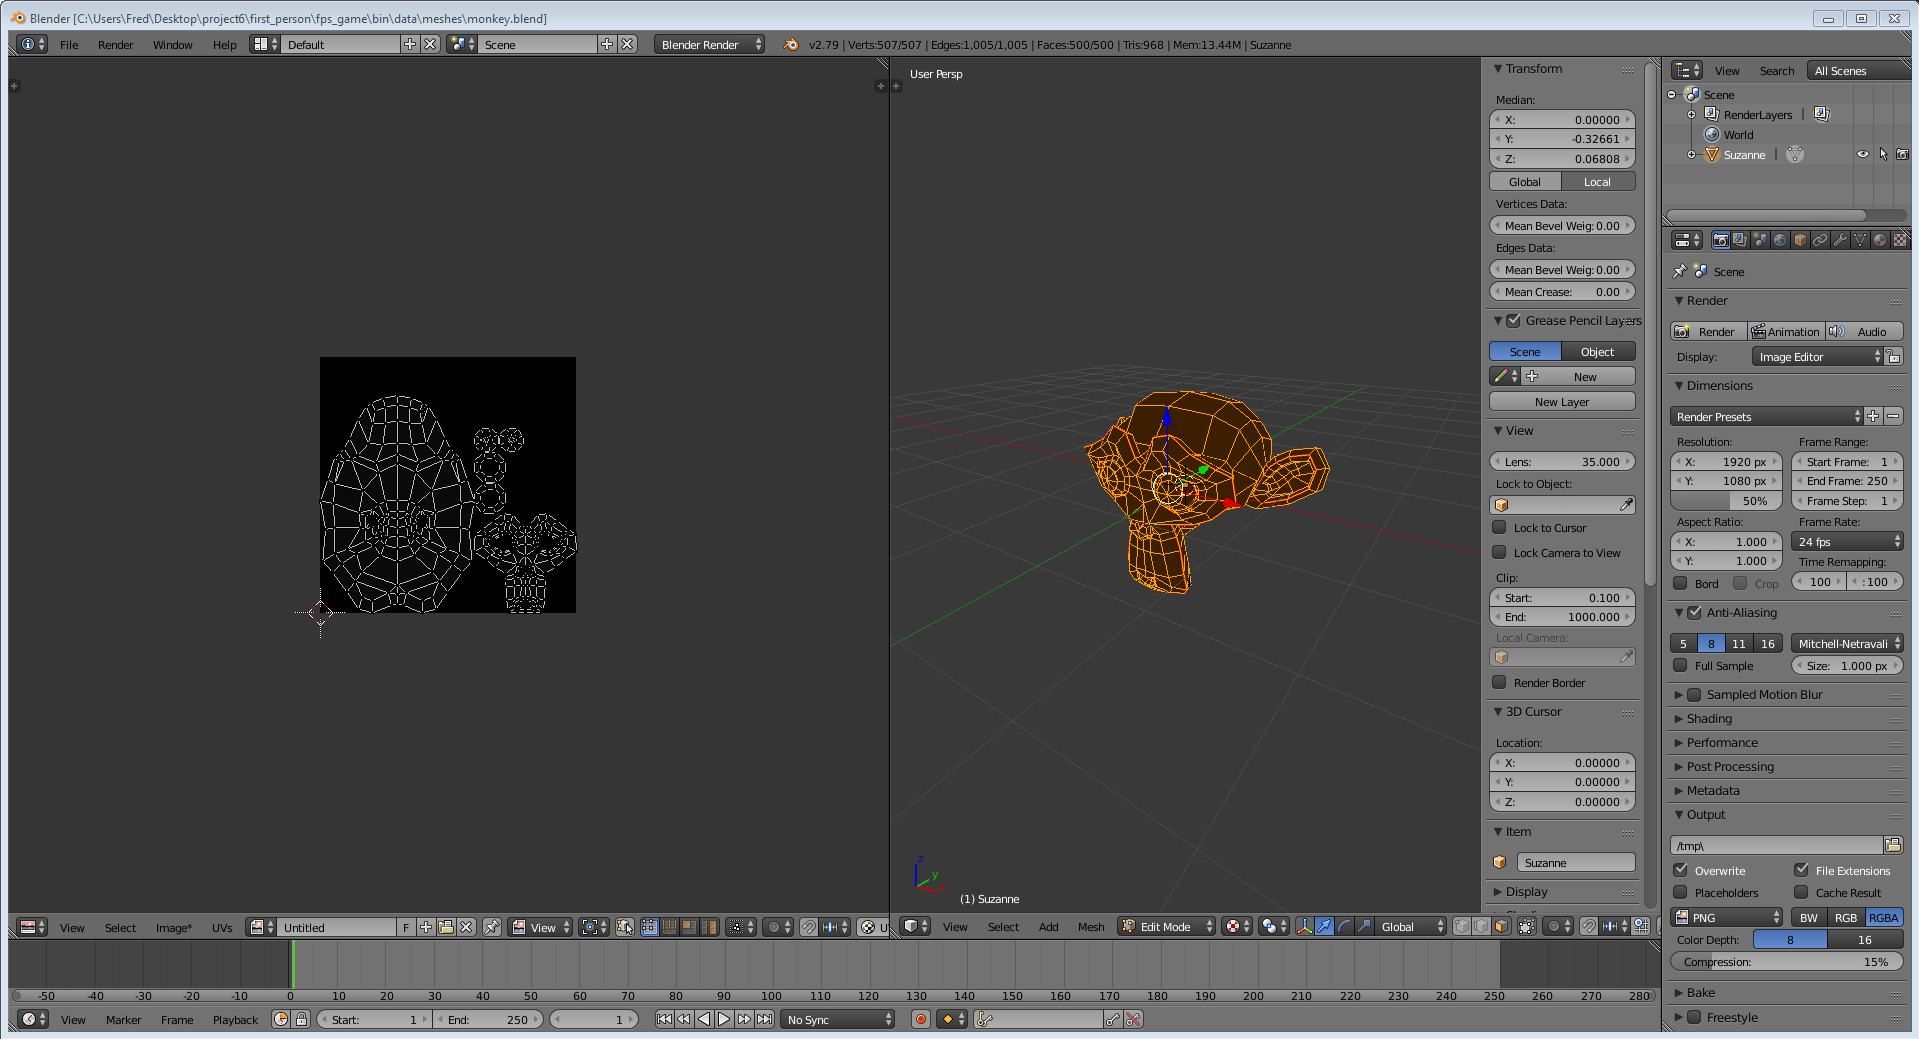 Blender [C:\Users\Fred\Desktop\project6\first_person\fps_game\bin\data\meshes\monkey.blend]
File Render Window Help Default Scene Blender Render v2.79 | Verts:507/507 | Edges:1,005/1,005 | Faces:500/500 | Tris:968 | Mem:13.44M | Suzanne
User Persp
(1) Suzanne
z
y
x
Transform
Median:
X: 0.00000
Y: -0.32661
Z: 0.06808
Global Local
Vertices Data:
Mean Bevel Weig: 0.00
Edges Data:
Mean Bevel Weig: 0.00
Mean Crease: 0.00
Grease Pencil Layers
Scene Object
New
New Layer
View
Lens: 35.000
Lock to Object:
Lock to Cursor
Lock Camera to View
Clip:
Start: 0.100
End: 1000.000
Local Camera:
Render Border
3D Cursor
Location:
X: 0.00000
Y: 0.00000
Z: 0.00000
Item
Suzanne
Display
View Search All Scenes
Scene
RenderLayers |
World
Suzanne |
Scene
Render
Render Animation Audio
Display: Image Editor
Dimensions
Render Presets
Resolution: Frame Range:
X: 1920 px Start Frame: 1
Y: 1080 px End Frame: 250
50% Frame Step: 1
Aspect Ratio: Frame Rate:
X: 1.000 24 fps
Y: 1.000 Time Remapping:
Bord Crop 100 :100
Anti-Aliasing
5 8 11 16 Mitchell-Netravali
Full Sample Size: 1.000 px
Sampled Motion Blur
Shading
Performance
Post Processing
Metadata
Output
/tmp\
Overwrite File Extensions
Placeholders Cache Result
PNG BW RGB RGBA
Color Depth: 8 16
Compression: 15%
Bake
Freestyle
View Select Image* UVs Untitled F View U
View Select Add Mesh Edit Mode Global
-50 -40 -30 -20 -10 0 10 20 30 40 50 60 70 80 90 100 110 120 130 140 150 160 170 180 190 200 210 220 230 240 250 260 270 280
View Marker Frame Playback Start: 1 End: 250 1 No Sync